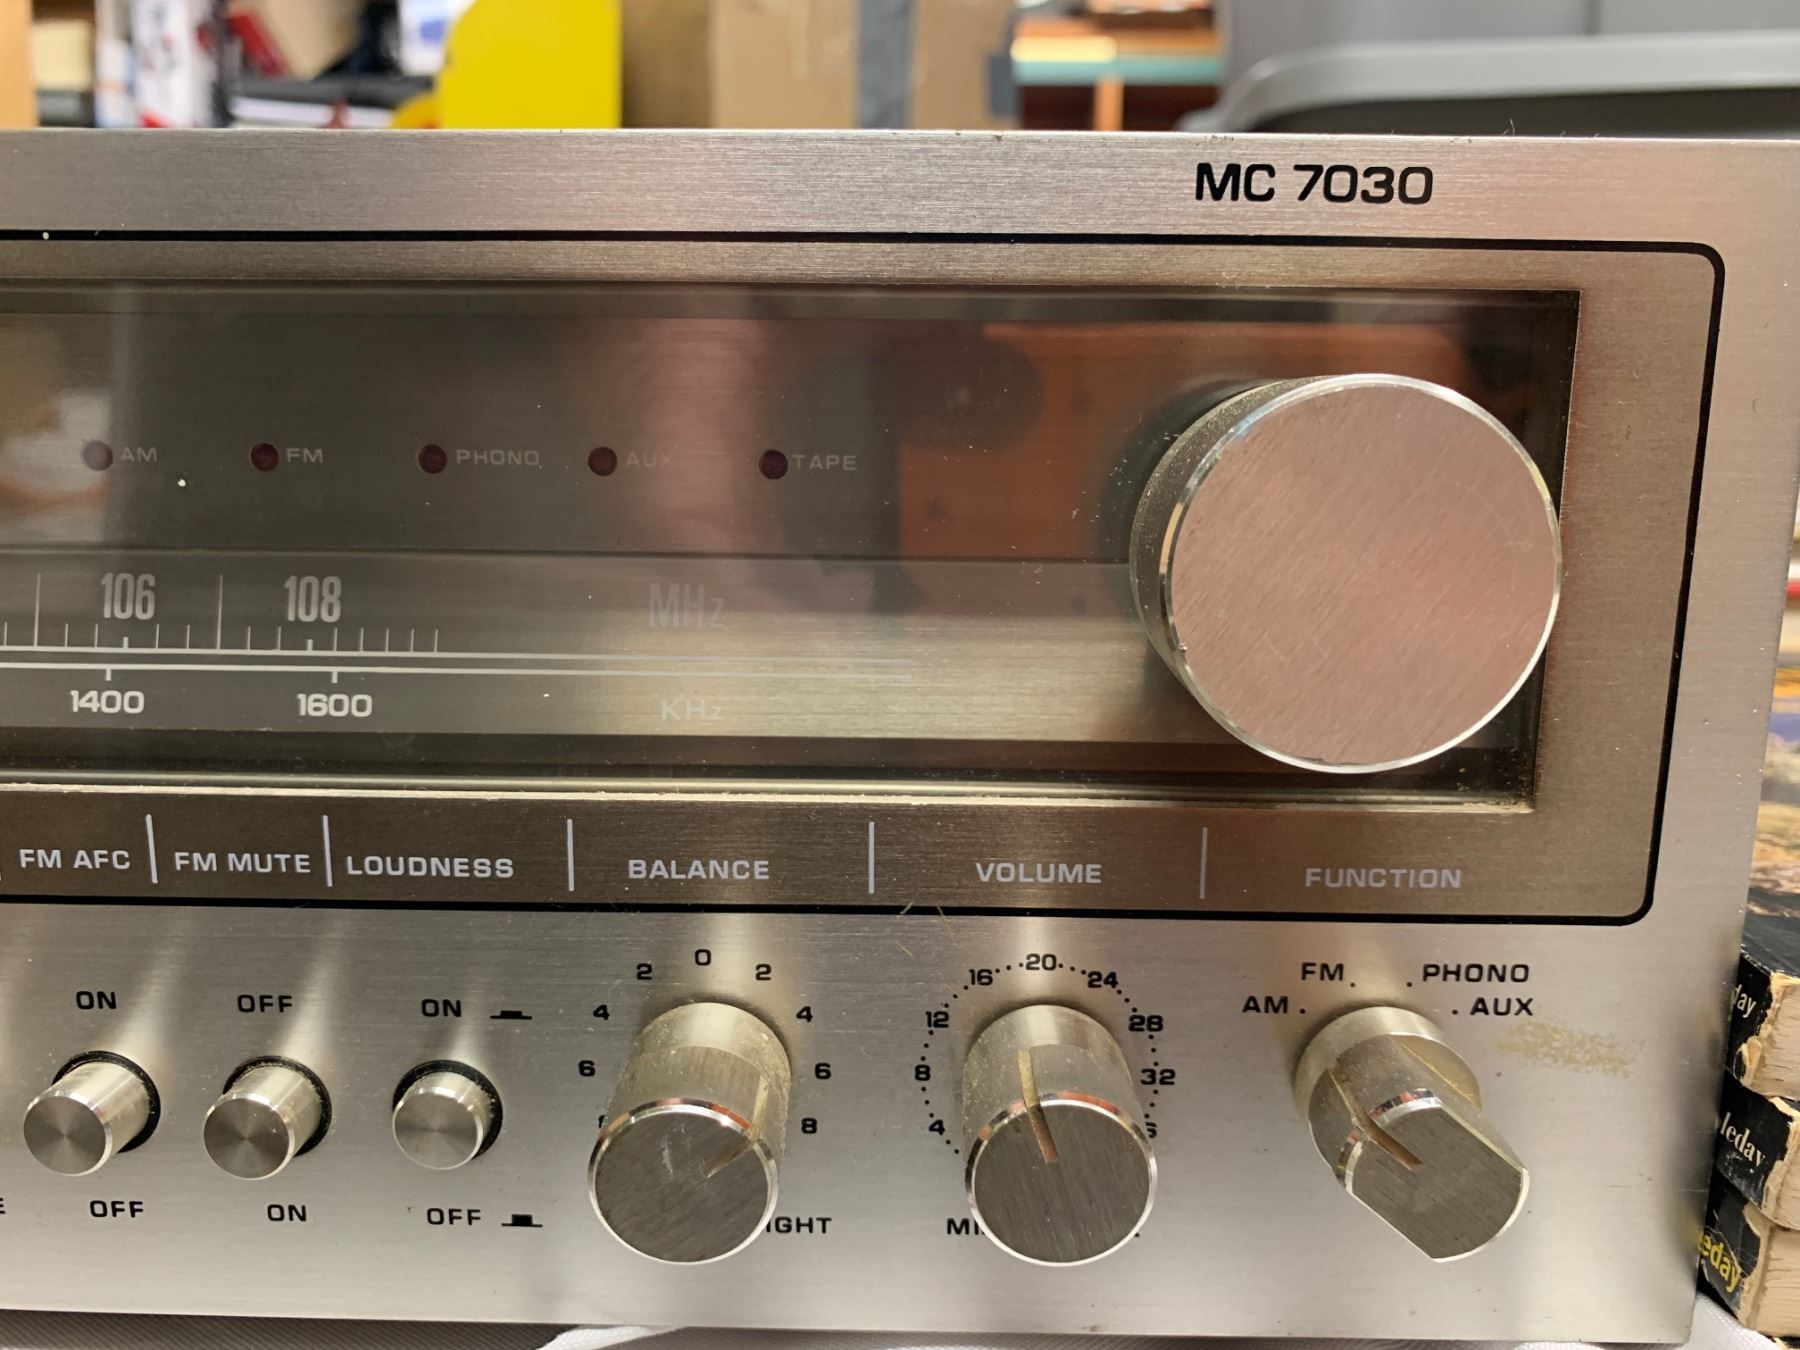 MC 7030
AM FM PHONO AUX TAPE
106 108 MHz
1400 1600 KHz
FM AFC FM MUTE LOUDNESS BALANCE VOLUME FUNCTION
ON OFF ON
2 0 2
4 4
6 6
8
12 16 20 24 28
8 32
4
FM PHONO
AM AUX
OFF ON OFF